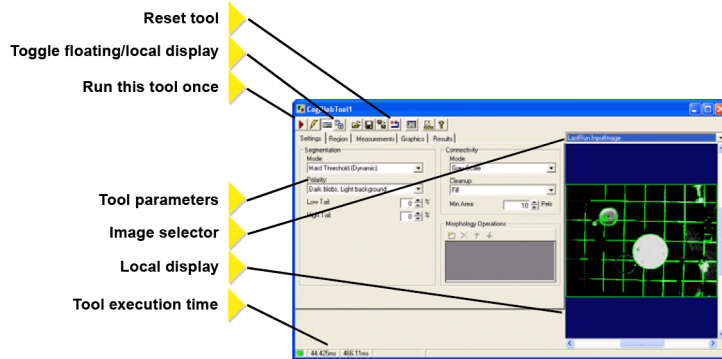 Reset tool
Toggle floating/local display
Run this tool once
CogBlobTool1
Settings Region Measurements Graphics Results
LastRun.InputImage
Segmentation
Mode:
Hard Threshold (Dynamic)
Polarity:
Dark blobs, Light background
Low Tail: 0 %
High Tail: 0 %
Connectivity
Mode:
Grey Scale
Cleanup:
Fill
Min Area: 10 Pels
Morphology Operations
Tool parameters
Image selector
Local display
Tool execution time
44.425ms 466.11ms